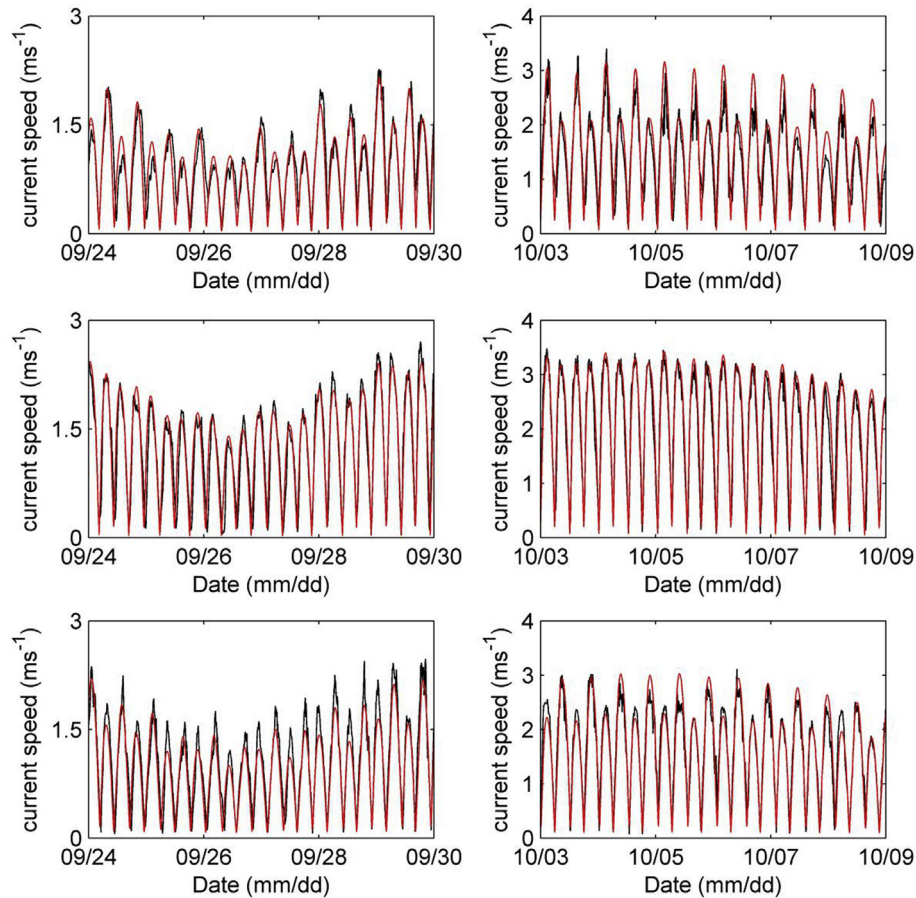 3
1.5
0
current speed (ms⁻¹)
09/24 09/26 09/28 09/30
Date (mm/dd)
4
3
2
1
0
current speed (ms⁻¹)
10/03 10/05 10/07 10/09
Date (mm/dd)
3
1.5
0
current speed (ms⁻¹)
09/24 09/26 09/28 09/30
Date (mm/dd)
4
3
2
1
0
current speed (ms⁻¹)
10/03 10/05 10/07 10/09
Date (mm/dd)
3
1.5
0
current speed (ms⁻¹)
09/24 09/26 09/28 09/30
Date (mm/dd)
4
3
2
1
0
current speed (ms⁻¹)
10/03 10/05 10/07 10/09
Date (mm/dd)